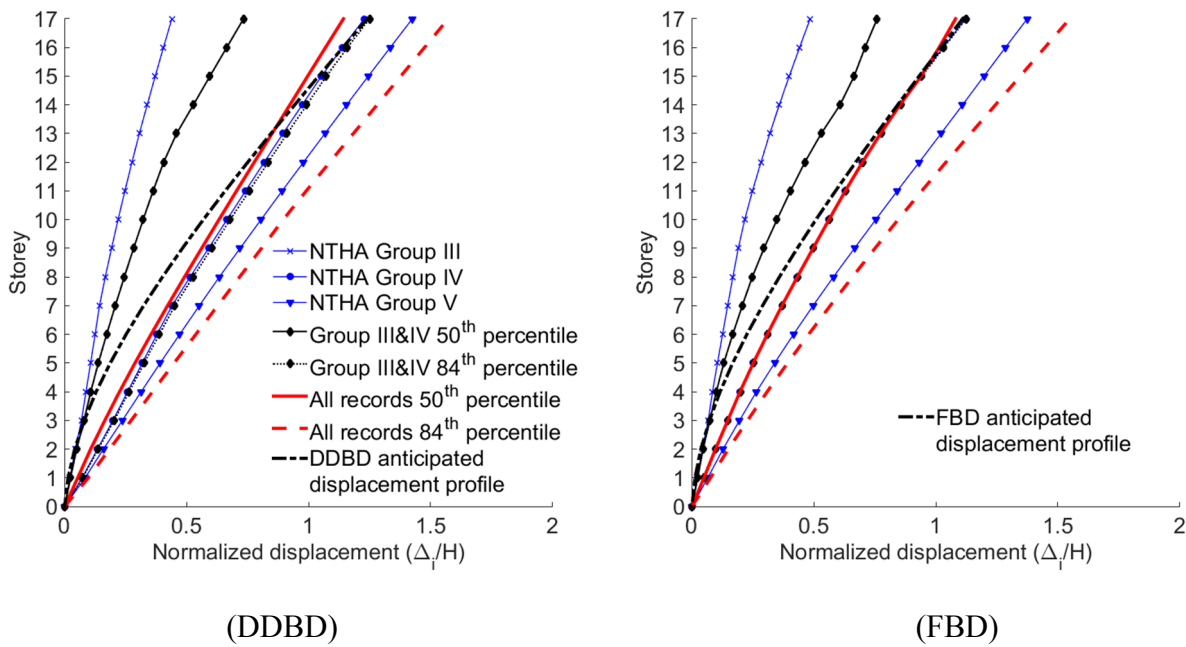 17
16
15
14
13
12
11
10
9
8
7
6
5
4
3
2
1
0
Storey
0 0.5 1 1.5 2
Normalized displacement (Δi/H)
NTHA Group III
NTHA Group IV
NTHA Group V
Group III&IV 50th percentile
Group III&IV 84th percentile
All records 50th percentile
All records 84th percentile
DDBD anticipated
displacement profile
(DDBD)
17
16
15
14
13
12
11
10
9
8
7
6
5
4
3
2
1
0
Storey
0 0.5 1 1.5 2
Normalized displacement (Δi/H)
FBD anticipated
displacement profile
(FBD)